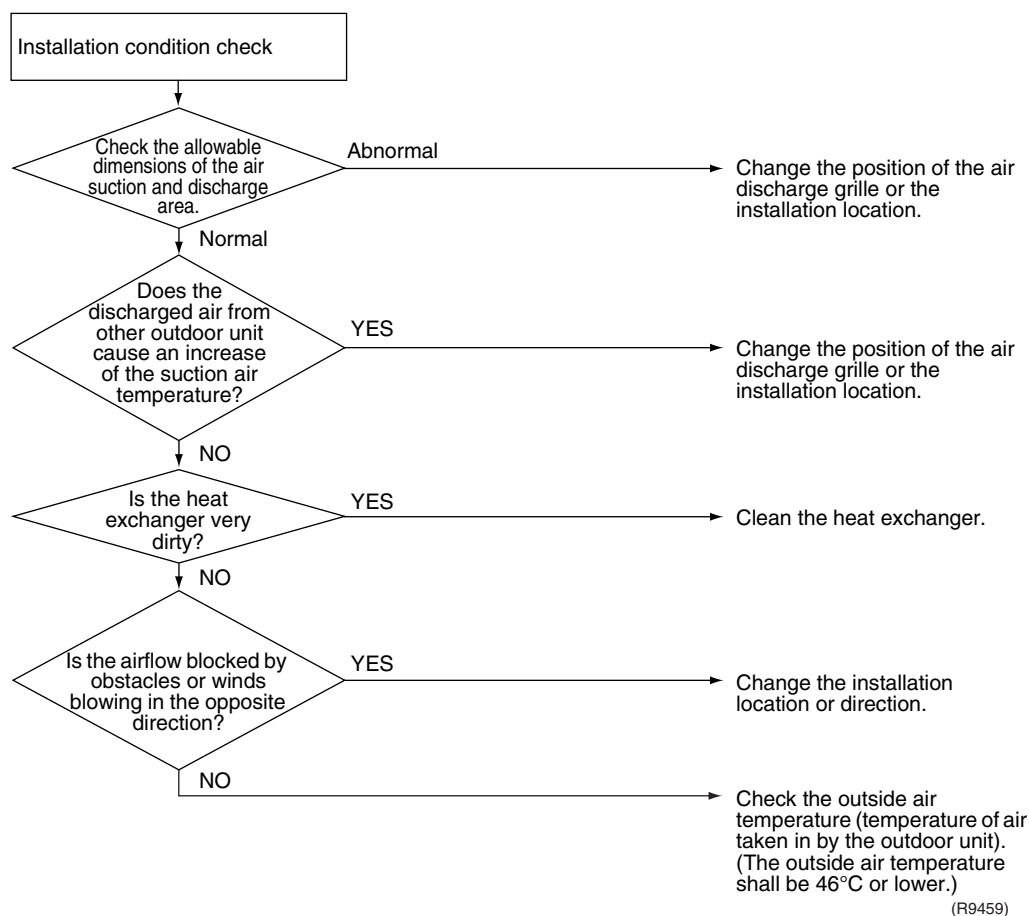 Installation condition check
Check the allowable
dimensions of the air
suction and discharge
area.
Abnormal
Change the position of the air
discharge grille or the
installation location.
Normal
Does the
discharged air from
other outdoor unit
cause an increase
of the suction air
temperature?
YES
Change the position of the air
discharge grille or the
installation location.
NO
Is the heat
exchanger very
dirty?
YES
Clean the heat exchanger.
NO
Is the airflow blocked by
obstacles or winds
blowing in the opposite
direction?
YES
Change the installation
location or direction.
NO
Check the outside air
temperature (temperature of air
taken in by the outdoor unit).
(The outside air temperature
shall be 46°C or lower.)
(R9459)